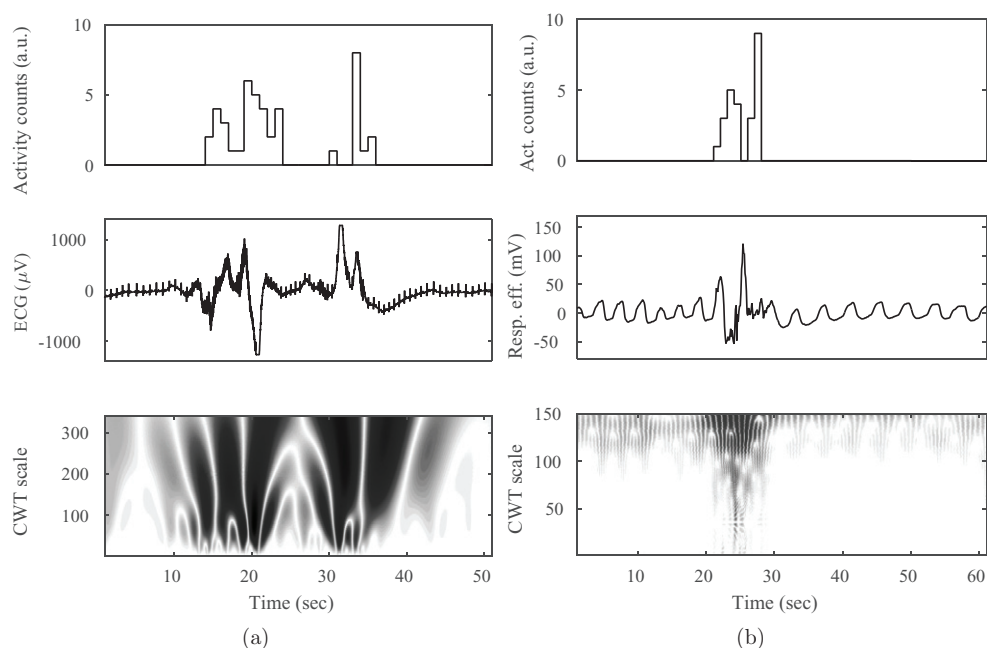 10
5
0
Activity counts (a.u.)
1000
0
-1000
ECG (μV)
300
200
100
CWT scale
10 20 30 40 50
Time (sec)
(a)
10
5
0
Act. counts (a.u.)
150
100
50
0
-50
Resp. eff. (mV)
150
100
50
CWT scale
10 20 30 40 50 60
Time (sec)
(b)